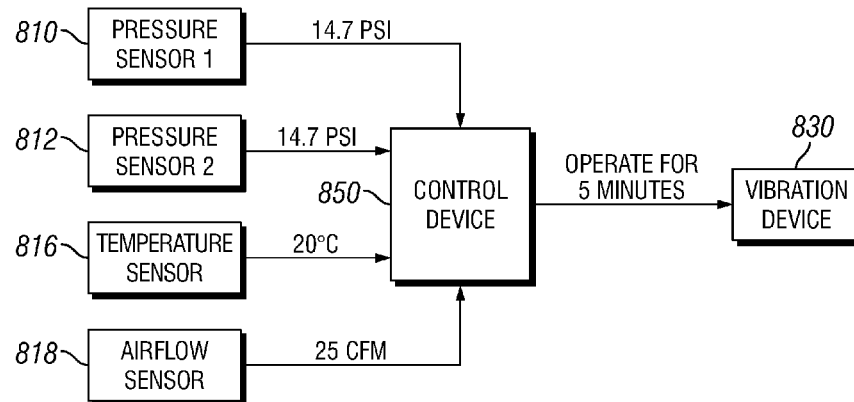 810
PRESSURE
SENSOR 1
14.7 PSI
812
PRESSURE
SENSOR 2
14.7 PSI
816
TEMPERATURE
SENSOR
20°C
818
AIRFLOW
SENSOR
25 CFM
850
CONTROL
DEVICE
OPERATE FOR
5 MINUTES
830
VIBRATION
DEVICE